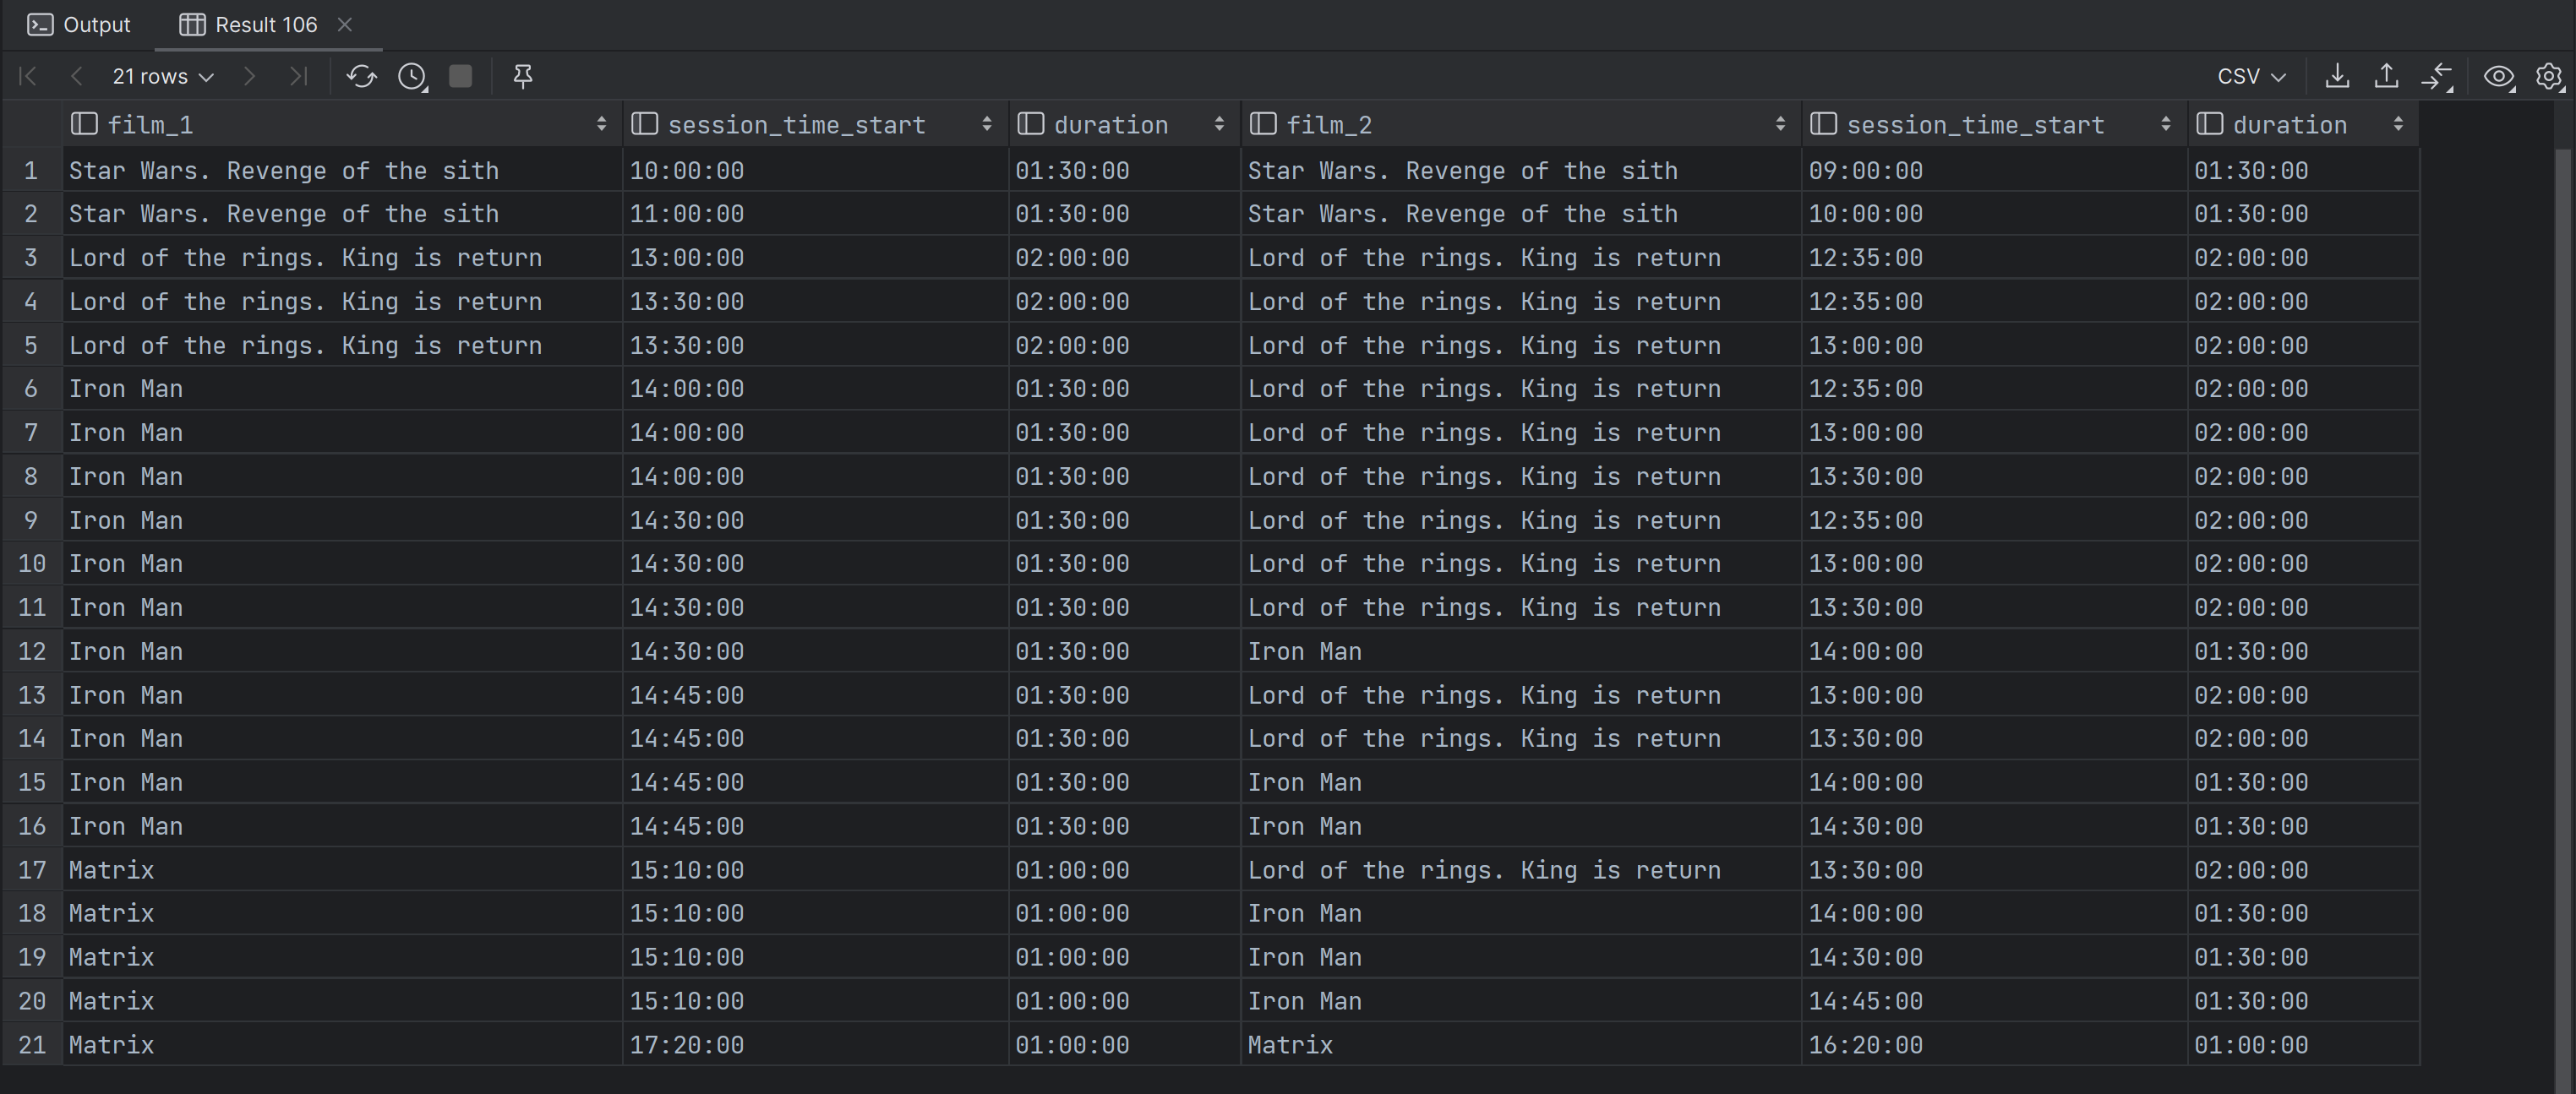 Output Result 106
21 rows CSV
film_1 session_time_start duration film_2 session_time_start duration
1 Star Wars. Revenge of the sith 10:00:00 01:30:00 Star Wars. Revenge of the sith 09:00:00 01:30:00
2 Star Wars. Revenge of the sith 11:00:00 01:30:00 Star Wars. Revenge of the sith 10:00:00 01:30:00
3 Lord of the rings. King is return 13:00:00 02:00:00 Lord of the rings. King is return 12:35:00 02:00:00
4 Lord of the rings. King is return 13:30:00 02:00:00 Lord of the rings. King is return 12:35:00 02:00:00
5 Lord of the rings. King is return 13:30:00 02:00:00 Lord of the rings. King is return 13:00:00 02:00:00
6 Iron Man 14:00:00 01:30:00 Lord of the rings. King is return 12:35:00 02:00:00
7 Iron Man 14:00:00 01:30:00 Lord of the rings. King is return 13:00:00 02:00:00
8 Iron Man 14:00:00 01:30:00 Lord of the rings. King is return 13:30:00 02:00:00
9 Iron Man 14:30:00 01:30:00 Lord of the rings. King is return 12:35:00 02:00:00
10 Iron Man 14:30:00 01:30:00 Lord of the rings. King is return 13:00:00 02:00:00
11 Iron Man 14:30:00 01:30:00 Lord of the rings. King is return 13:30:00 02:00:00
12 Iron Man 14:30:00 01:30:00 Iron Man 14:00:00 01:30:00
13 Iron Man 14:45:00 01:30:00 Lord of the rings. King is return 13:00:00 02:00:00
14 Iron Man 14:45:00 01:30:00 Lord of the rings. King is return 13:30:00 02:00:00
15 Iron Man 14:45:00 01:30:00 Iron Man 14:00:00 01:30:00
16 Iron Man 14:45:00 01:30:00 Iron Man 14:30:00 01:30:00
17 Matrix 15:10:00 01:00:00 Lord of the rings. King is return 13:30:00 02:00:00
18 Matrix 15:10:00 01:00:00 Iron Man 14:00:00 01:30:00
19 Matrix 15:10:00 01:00:00 Iron Man 14:30:00 01:30:00
20 Matrix 15:10:00 01:00:00 Iron Man 14:45:00 01:30:00
21 Matrix 17:20:00 01:00:00 Matrix 16:20:00 01:00:00